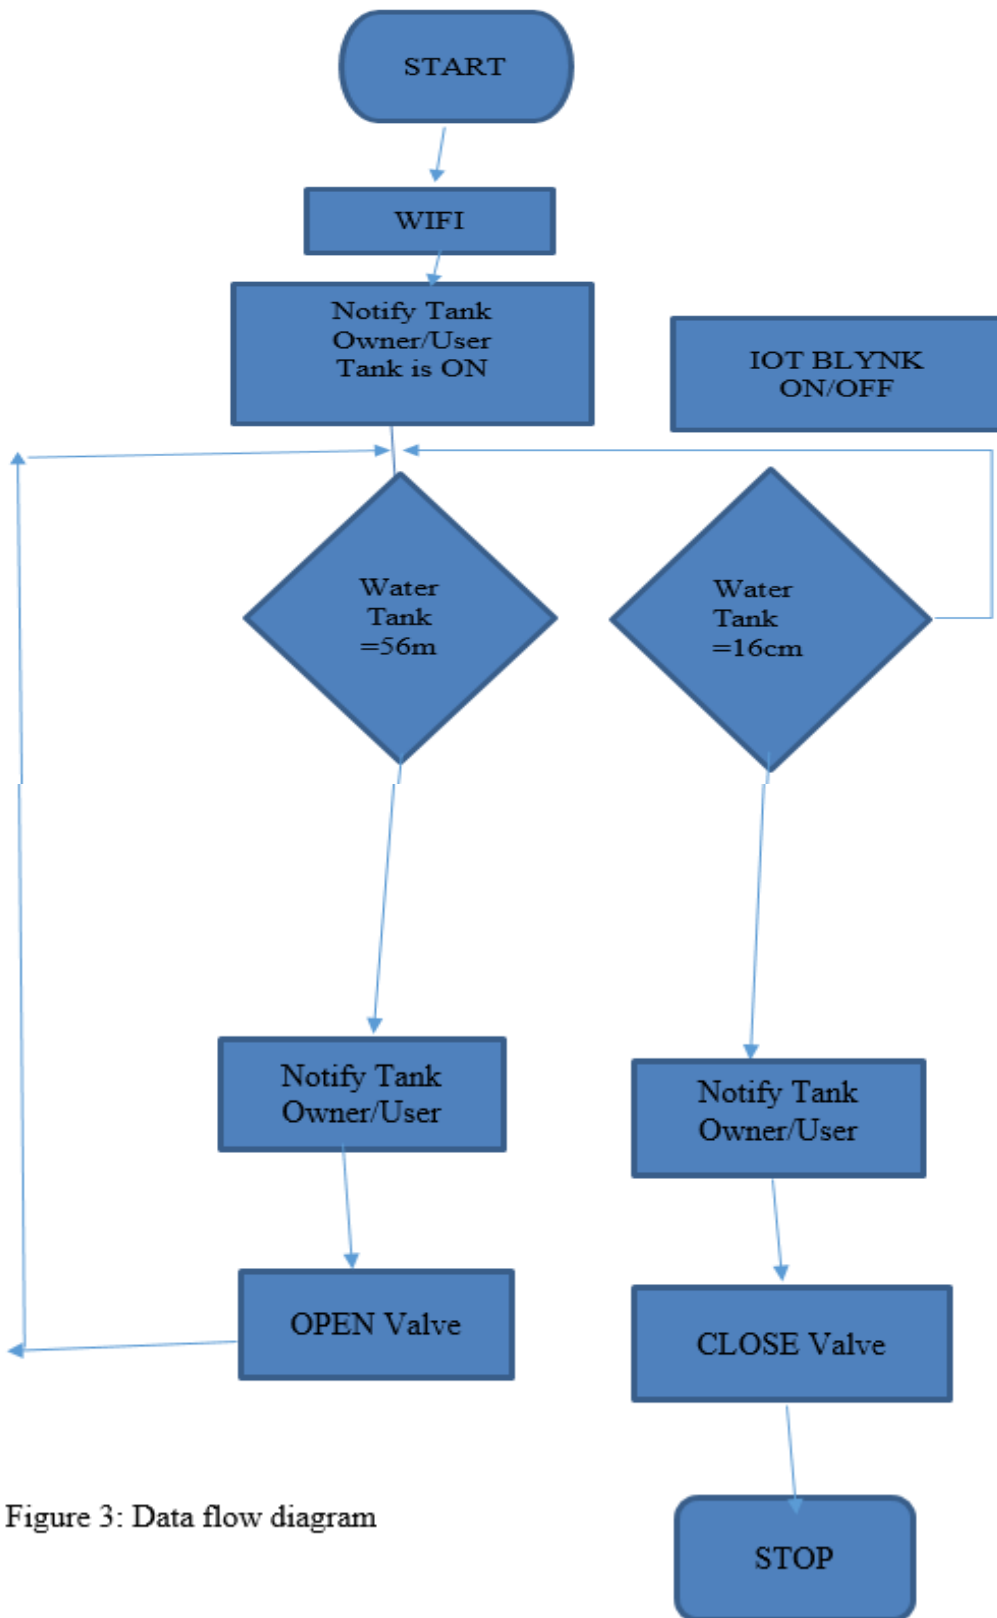 START
WIFI
Notify Tank
Owner/User
Tank is ON
IOT BLYNK
ON/OFF
Water
Tank
=56m
Water
Tank
=16cm
Notify Tank
Owner/User
Notify Tank
Owner/User
OPEN Valve
CLOSE Valve
Figure 3: Data flow diagram
STOP